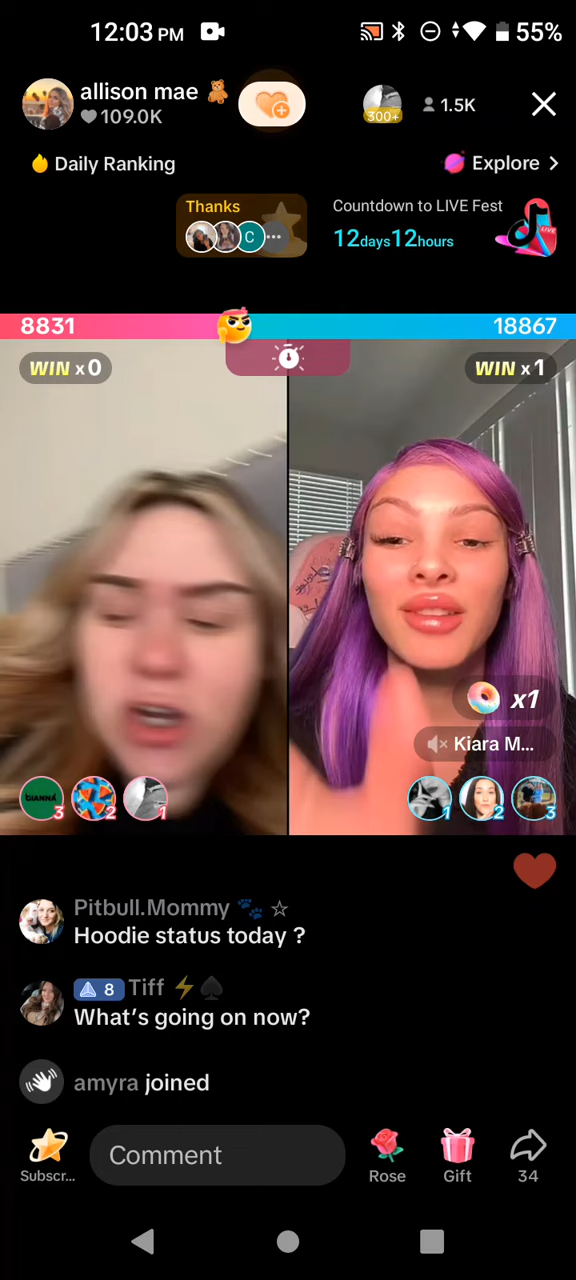 12:03 PM
55%
allison mae
109.0K
300+
1.5K
Daily Ranking
Explore >
Thanks
C
Countdown to LIVE Fest
12days12hours
LIVE
8831
18867
WIN x0
WIN x1
x1
Kiara M...
GIANNA
3
2
1
1
2
3
Pitbull.Mommy
Hoodie status today ?
8 Tiff
What's going on now?
amyra joined
Subscr...
Comment
Rose
Gift
34